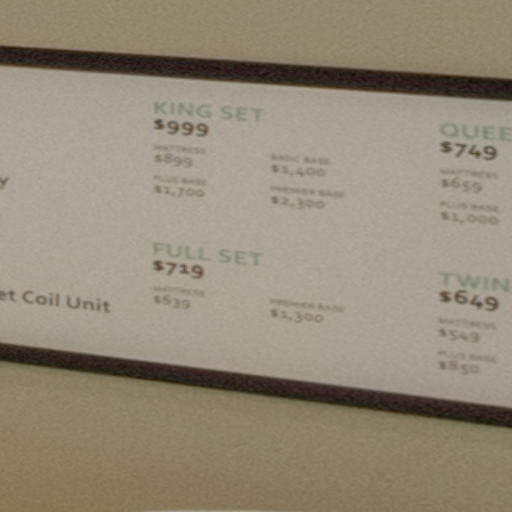 y
et Coil Unit
KING SET
$999
MATTRESS
$899
PLUS BASE
$1,700
BASIC BASE
$1,400
PREMIER BASE
$2,300
FULL SET
$719
MATTRESS
$639
PREMIER BASE
$1,300
QUEE
$749
MATTRESS
$659
PLUS BASE
$1,000
TWIN
$649
MATTRESS
$549
PLUS BASE
$850